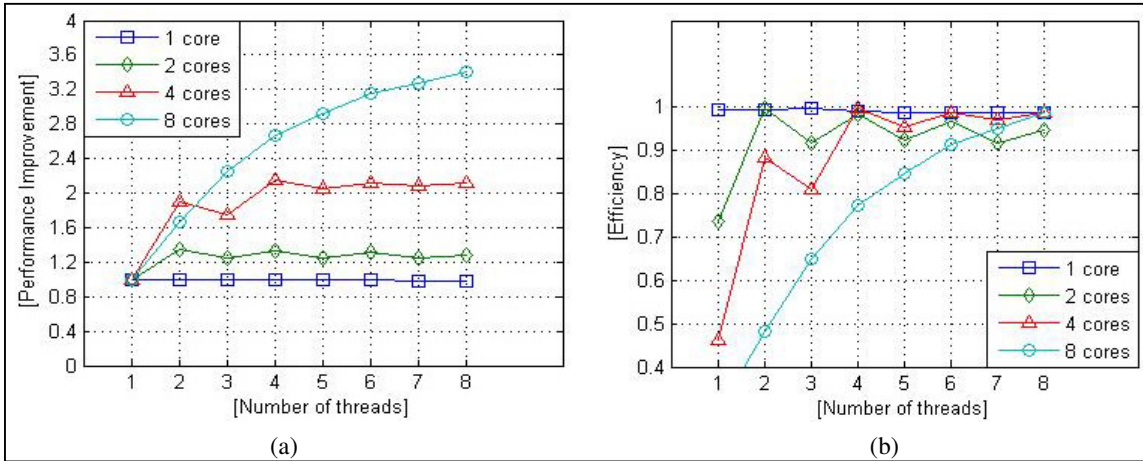 [Performance Improvement]
4
3.6
3.2
2.8
2.4
2
1.6
1.2
0.8
0.4
0
1 core
2 cores
4 cores
8 cores
1 2 3 4 5 6 7 8
[Number of threads]
(a)
[Efficiency]
1
0.9
0.8
0.7
0.6
0.5
0.4
1 core
2 cores
4 cores
8 cores
1 2 3 4 5 6 7 8
[Number of threads]
(b)